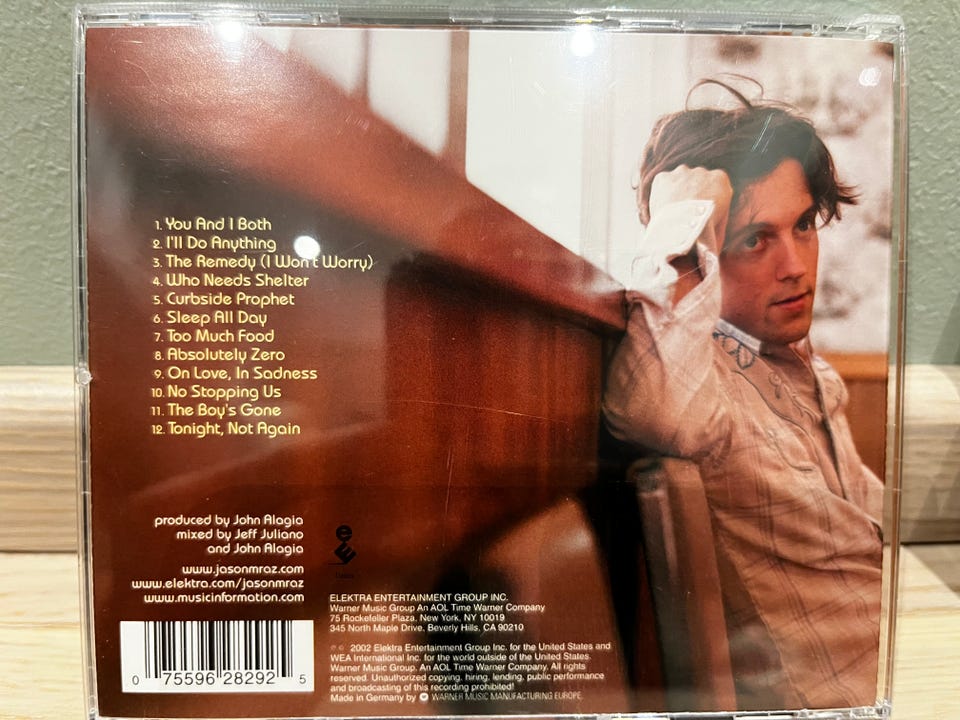 1. You And I Both
2. I'll Do Anything
3. The Remedy (I Won't Worry)
4. Who Needs Shelter
5. Curbside Prophet
6. Sleep All Day
7. Too Much Food
8. Absolutely Zero
9. On Love, In Sadness
10. No Stopping Us
11. The Boy's Gone
12. Tonight, Not Again
produced by John Alagia
mixed by Jeff Juliano
and John Alagia
www.jasonmraz.com
www.elektra.com/jasonmraz
www.musicinformation.com
ELEKTRA ENTERTAINMENT GROUP INC.
Warner Music Group An AOL Time Warner Company
75 Rockefeller Plaza, New York, NY 10019
345 North Maple Drive, Beverly Hills, CA 90210
℗ © 2002 Elektra Entertainment Group Inc. for the United States and
WEA International Inc. for the world outside of the United States.
Warner Music Group, An AOL Time Warner Company. All rights
reserved. Unauthorized copying, hiring, lending, public performance
and broadcasting of this recording prohibited!
Made in Germany by WARNER MUSIC MANUFACTURING EUROPE.
0 75596 28292 5